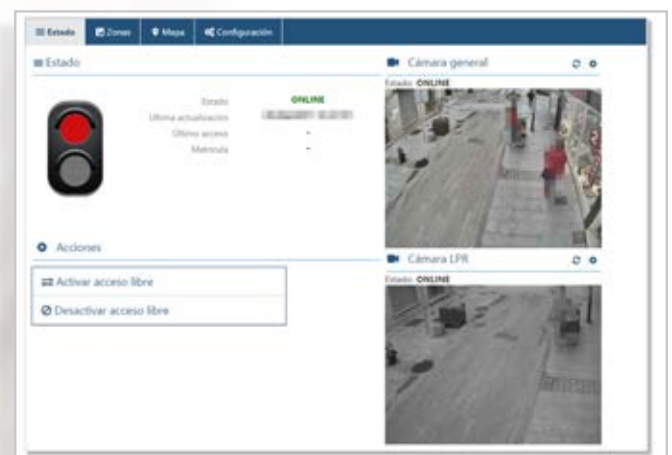 Estado Zonas Mapa Configuración
Estado
Estado ONLINE
Última actualización
Último acceso -
Matrícula -
Acciones
Activar acceso libre
Desactivar acceso libre
Cámara general
Estado: ONLINE
Cámara LPR
Estado: ONLINE